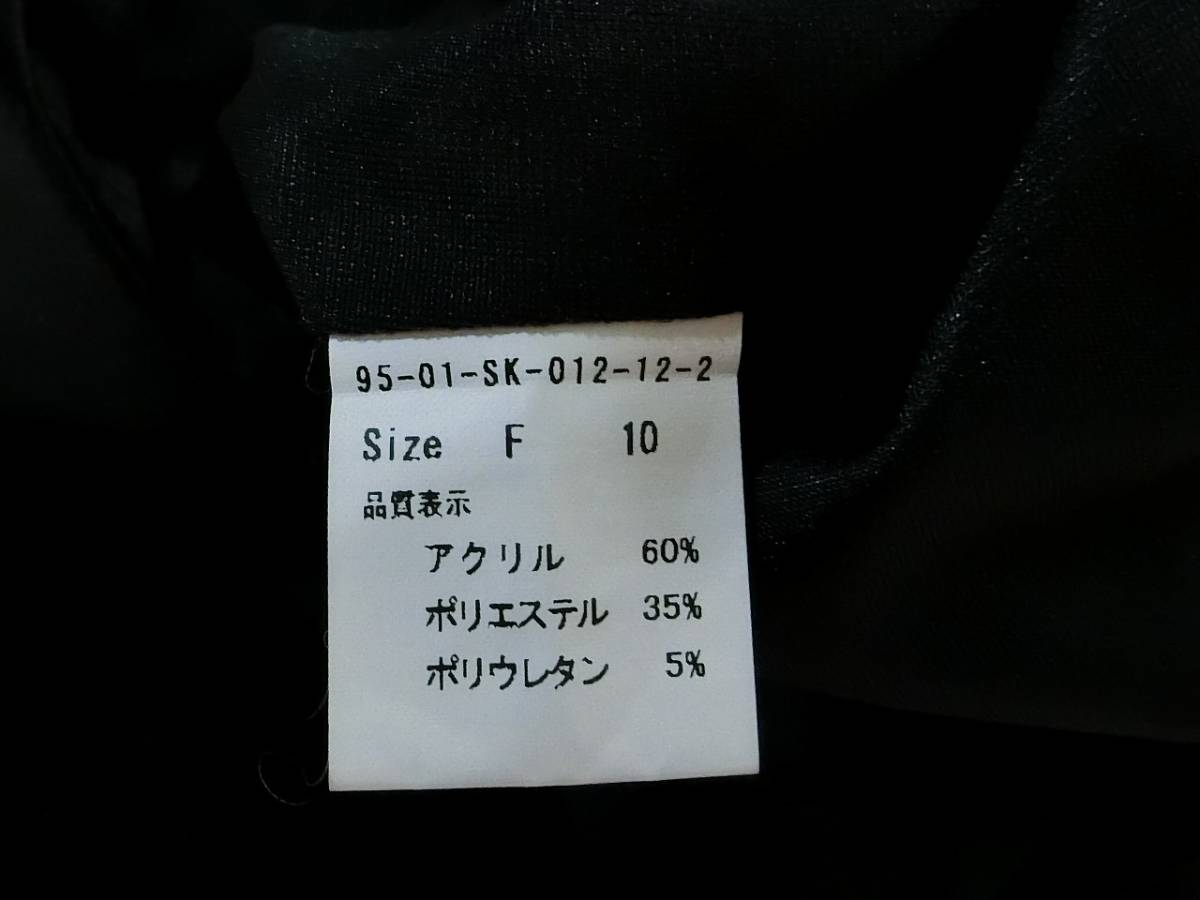 95-01-SK-012-12-2
Size F 10
品質表示
アクリル 60%
ポリエステル 35%
ポリウレタン 5%